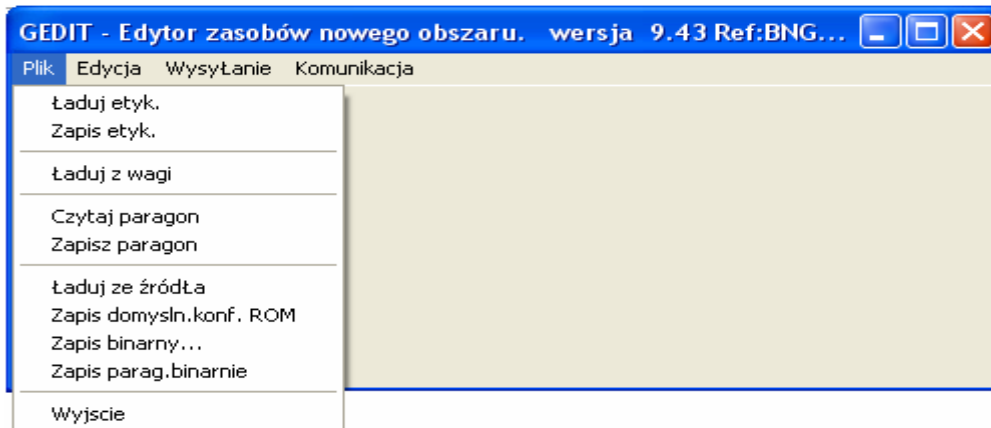 GEDIT - Edytor zasobów nowego obszaru. wersja 9.43 Ref:BNG...
Plik Edycja WysyŁanie Komunikacja
Ładuj etyk.
Zapis etyk.
Ładuj z wagi
Czytaj paragon
Zapisz paragon
Ładuj ze źródŁa
Zapis domysln.konf. ROM
Zapis binarny...
Zapis parag.binarnie
Wyjscie